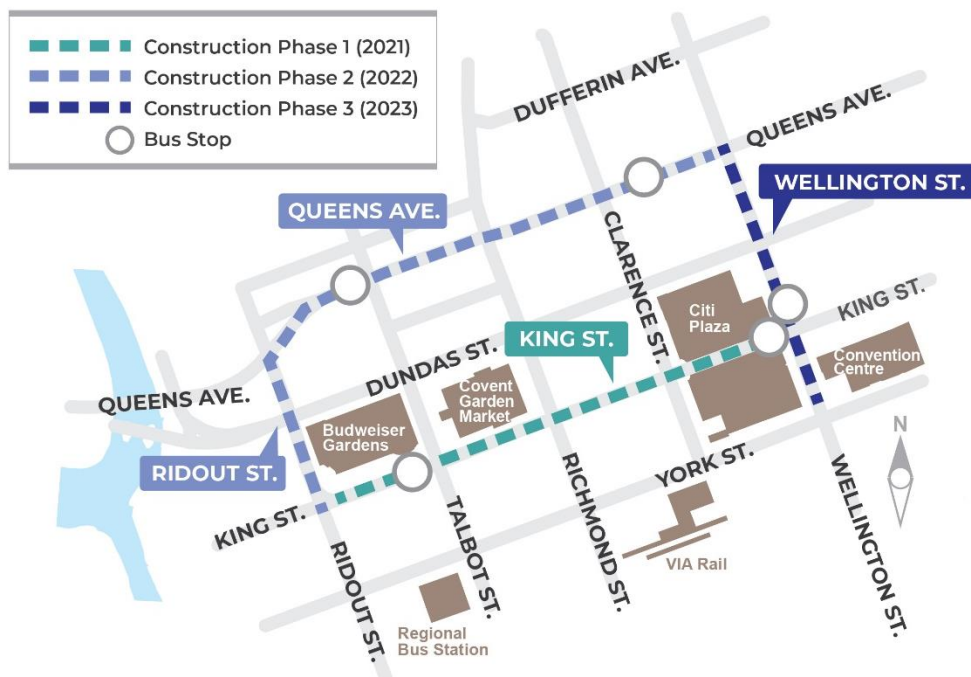 Construction Phase 1 (2021)
Construction Phase 2 (2022)
Construction Phase 3 (2023)
Bus Stop
DUFFERIN AVE.
QUEENS AVE.
WELLINGTON ST.
QUEENS AVE.
CLARENCE ST.
Citi
Plaza
KING ST.
KING ST.
Convention
Centre
DUNDAS ST.
Covent
Garden
Market
QUEENS AVE.
Budweiser
Gardens
RIDOUT ST.
N
YORK ST.
KING ST.
RIDOUT ST.
TALBOT ST.
RICHMOND ST.
WELLINGTON ST.
VIA Rail
Regional
Bus Station